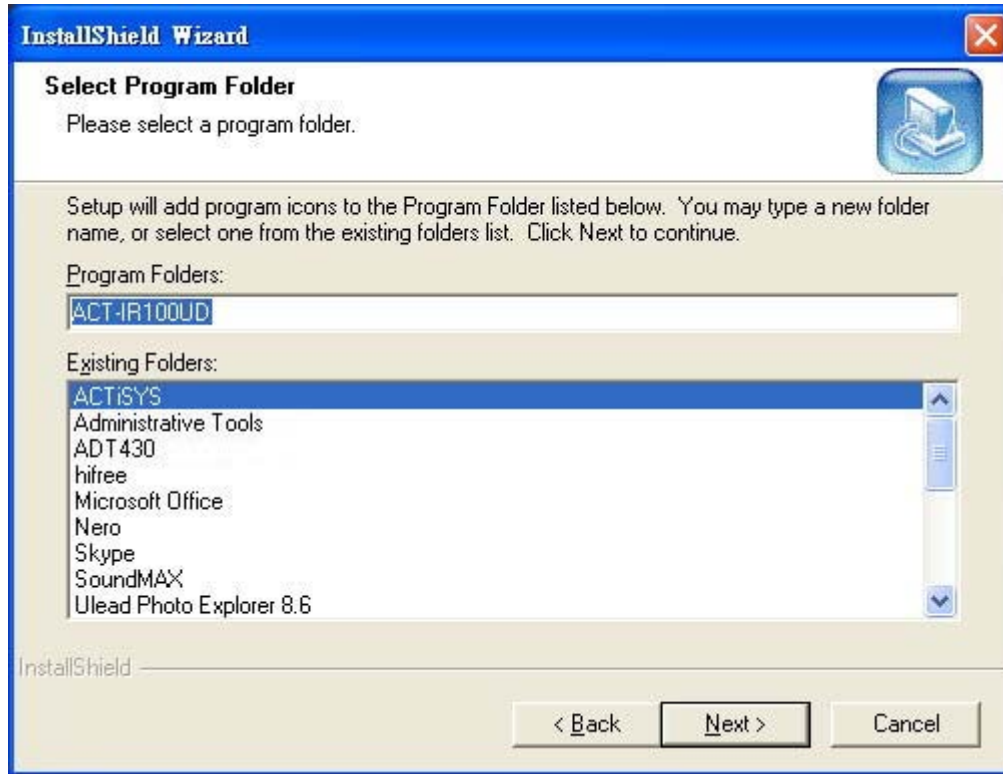 InstallShield Wizard
Select Program Folder
Please select a program folder.
Setup will add program icons to the Program Folder listed below.  You may type a new folder
name, or select one from the existing folders list.  Click Next to continue.
Program Folders:
ACT-IR100UD
Existing Folders:
ACTiSYS
Administrative Tools
ADT430
hifree
Microsoft Office
Nero
Skype
SoundMAX
Ulead Photo Explorer 8.6
InstallShield
< Back
Next >
Cancel